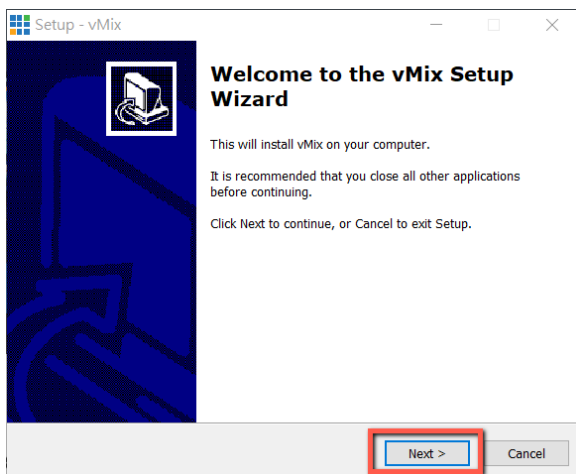 Setup - vMix
Welcome to the vMix Setup
Wizard
This will install vMix on your computer.
It is recommended that you close all other applications
before continuing.
Click Next to continue, or Cancel to exit Setup.
Next >
Cancel